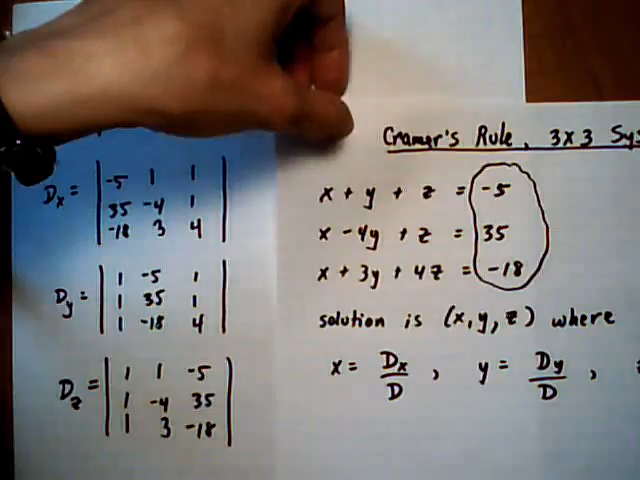 Cramer's Rule, 3x3 Sys
x + y + z = -5
x - 4y + z = 35
x + 3y + 4z = -18
solution is (x, y, z) where
x = Dx/D , y = Dy/D ,
Dx = | -5 1 1 |
| 35 -4 1 |
| -18 3 4 |
Dy = | 1 -5 1 |
| 1 35 1 |
| 1 -18 4 |
Dz = | 1 1 -5 |
| 1 -4 35 |
| 1 3 -18 |